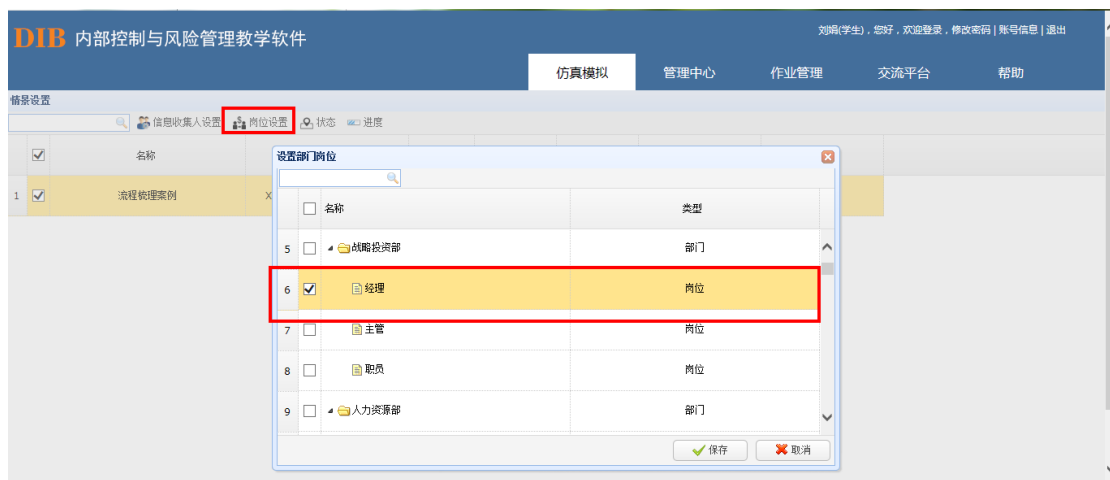 DIB 内部控制与风险管理教学软件
刘娟(学生)，您好，欢迎登录，修改密码 | 账号信息 | 退出
仿真模拟 管理中心 作业管理 交流平台 帮助
情景设置
信息收集人设置 岗位设置 状态 进度
名称
1 流程梳理案例 X
设置部门岗位
名称 类型
5 战略投资部 部门
6 经理 岗位
7 主管 岗位
8 职员 岗位
9 人力资源部 部门
保存 取消